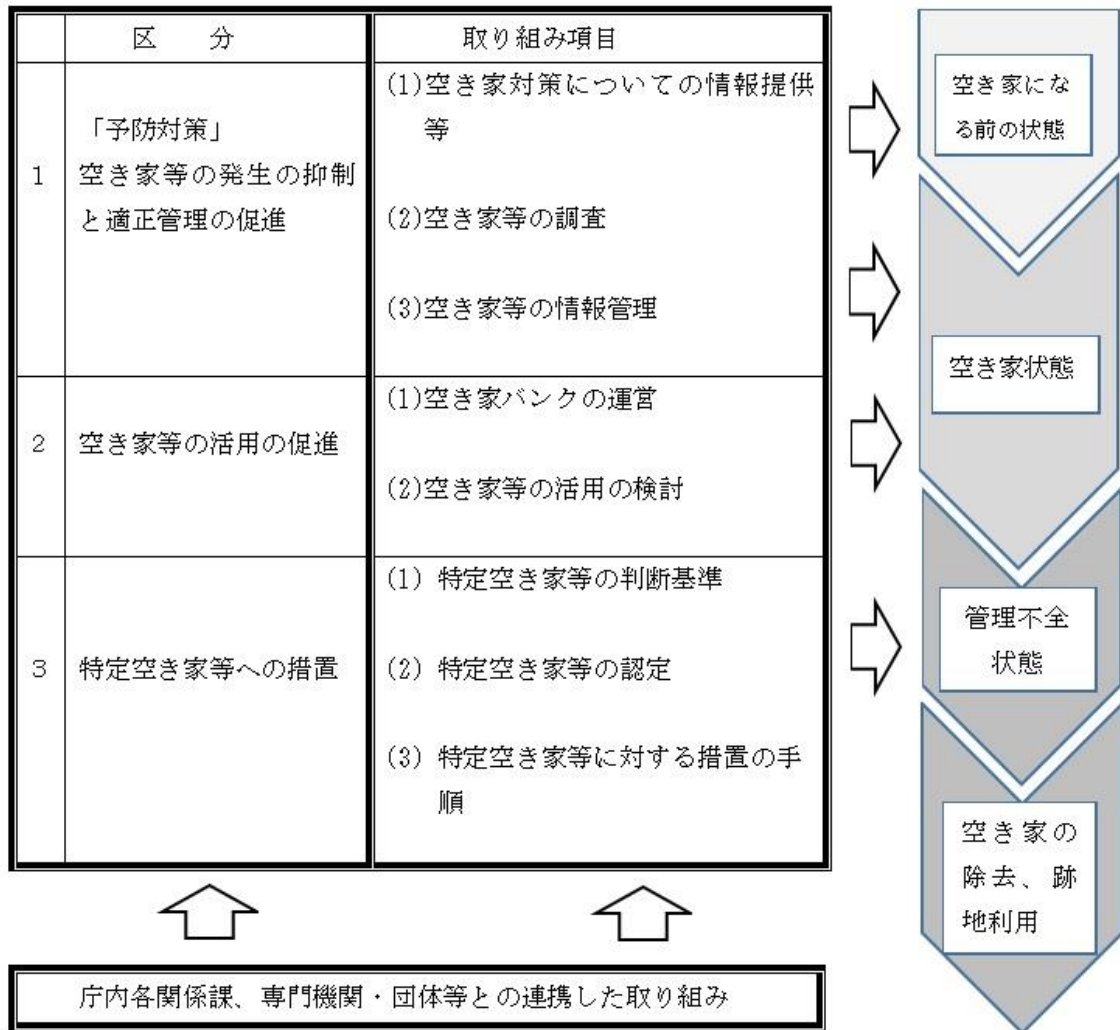 区　　分
取り組み項目
1
「予防対策」
空き家等の発生の抑制
と適正管理の促進
(1)空き家対策についての情報提供
等
(2)空き家等の調査
(3)空き家等の情報管理
2
空き家等の活用の促進
(1)空き家バンクの運営
(2)空き家等の活用の検討
3
特定空き家等への措置
(1) 特定空き家等の判断基準
(2) 特定空き家等の認定
(3) 特定空き家等に対する措置の手
順
庁内各関係課、専門機関・団体等との連携した取り組み
空き家にな
る前の状態
空き家状態
管理不全
状態
空き家の
除去、跡
地利用